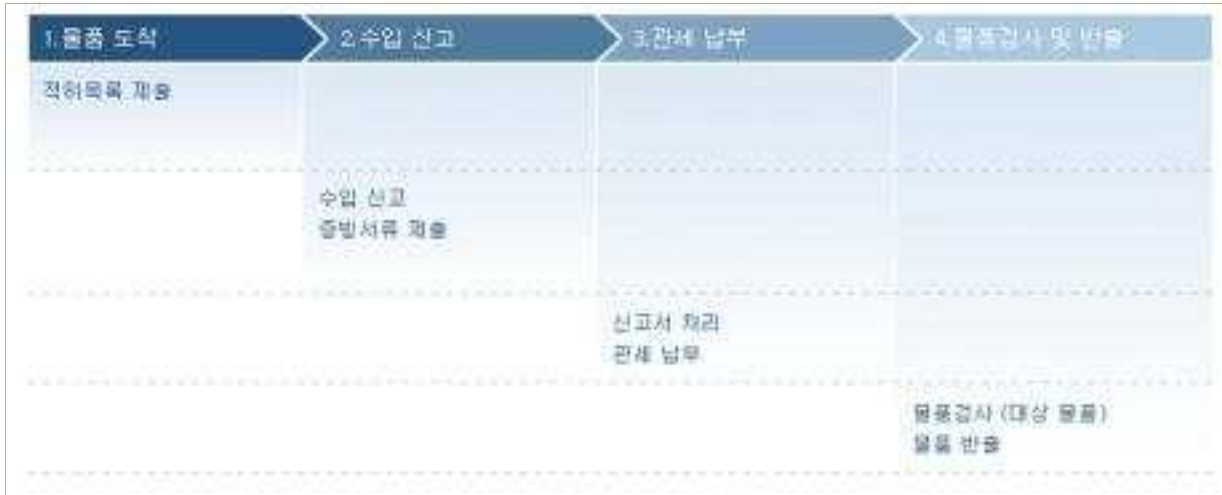 1.물품 도착
2.수입 신고
3.관세 납부
4.물품검사 및 반출
적하목록 제출
수입 신고
증빙서류 제출
신고서 처리
관세 납부
물품검사 (대상 물품)
물품 반출